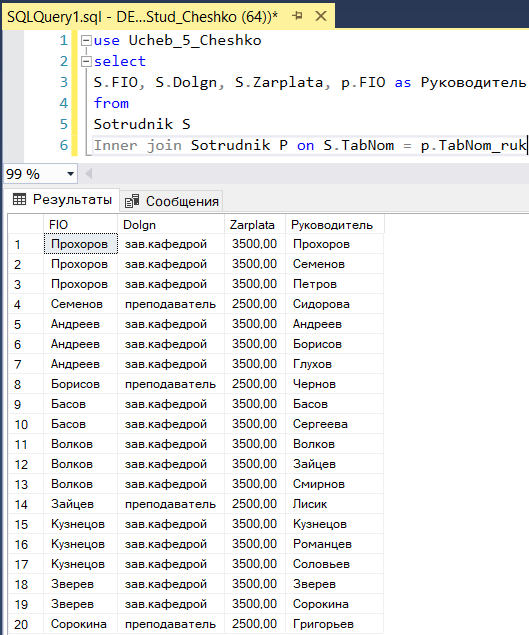 SQLQuery1.sql - DE...Stud_Cheshko (64))*
1 use Ucheb_5_Cheshko
2 select
3 S.FIO, S.Dolgn, S.Zarplata, p.FIO as Руководитель
4 from
5 Sotrudnik S
6 Inner join Sotrudnik P on S.TabNom = p.TabNom_ruk
99 %
Результаты Сообщения
FIO Dolgn Zarplata Руководитель
1 Прохоров зав.кафедрой 3500,00 Прохоров
2 Прохоров зав.кафедрой 3500,00 Семенов
3 Прохоров зав.кафедрой 3500,00 Петров
4 Семенов преподаватель 2500,00 Сидорова
5 Андреев зав.кафедрой 3500,00 Андреев
6 Андреев зав.кафедрой 3500,00 Борисов
7 Андреев зав.кафедрой 3500,00 Глухов
8 Борисов преподаватель 2500,00 Чернов
9 Басов зав.кафедрой 3500,00 Басов
10 Басов зав.кафедрой 3500,00 Сергеева
11 Волков зав.кафедрой 3500,00 Волков
12 Волков зав.кафедрой 3500,00 Зайцев
13 Волков зав.кафедрой 3500,00 Смирнов
14 Зайцев преподаватель 2500,00 Лисик
15 Кузнецов зав.кафедрой 3500,00 Кузнецов
16 Кузнецов зав.кафедрой 3500,00 Романцев
17 Кузнецов зав.кафедрой 3500,00 Соловьев
18 Зверев зав.кафедрой 3500,00 Зверев
19 Зверев зав.кафедрой 3500,00 Сорокина
20 Сорокина преподаватель 2500,00 Григорьев